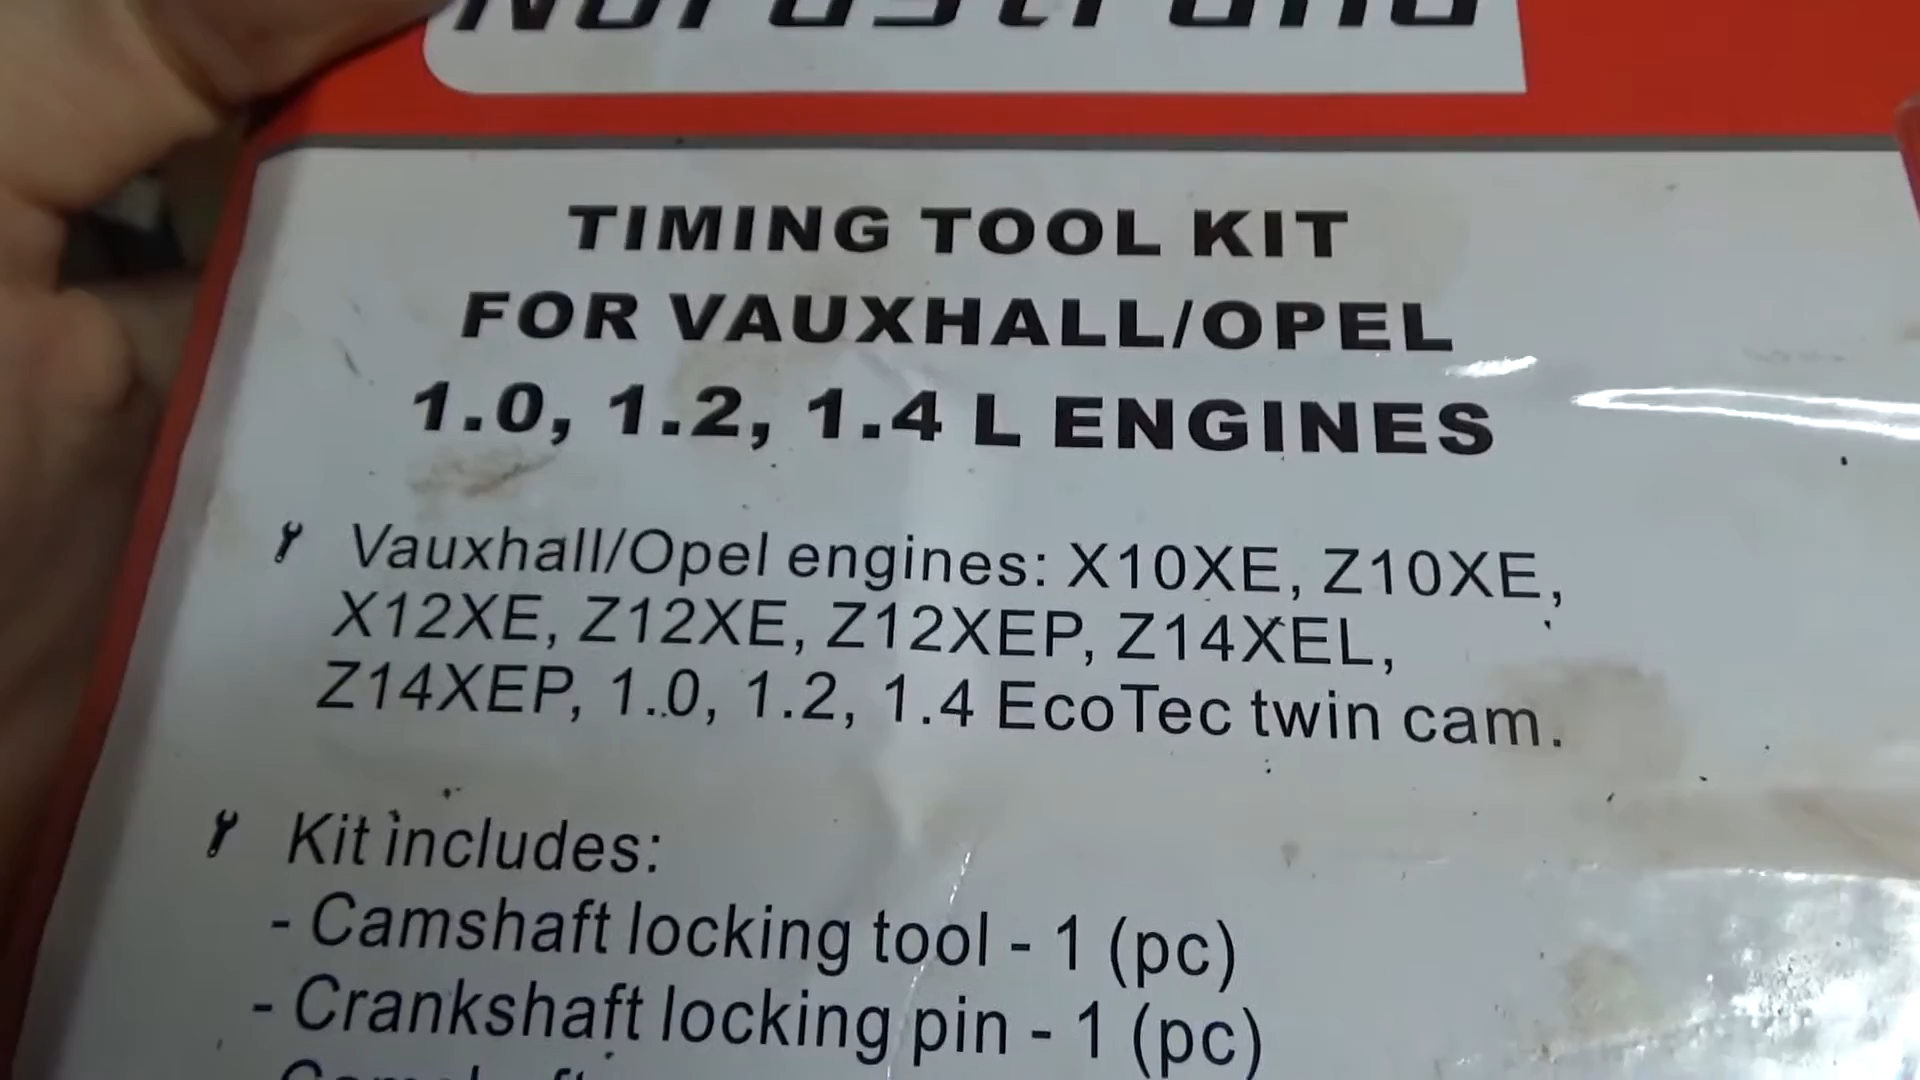 Nordstrand
TIMING TOOL KIT
FOR VAUXHALL/OPEL
1.0, 1.2, 1.4 L ENGINES
Vauxhall/Opel engines: X10XE, Z10XE,
X12XE, Z12XE, Z12XEP, Z14XEL,
Z14XEP, 1.0, 1.2, 1.4 EcoTec twin cam.
Kit includes:
- Camshaft locking tool - 1 (pc)
- Crankshaft locking pin - 1 (pc)